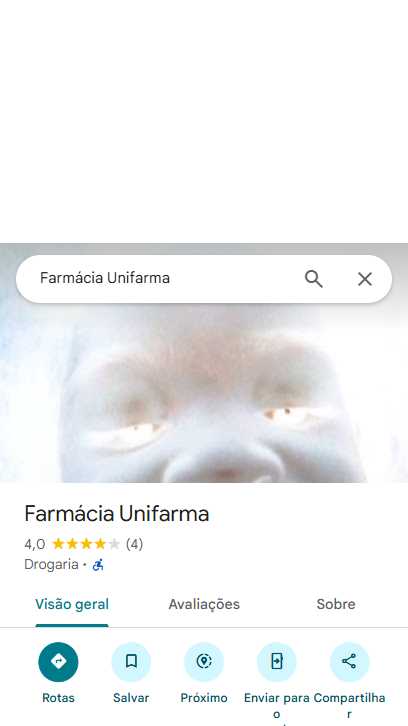 Farmácia Unifarma
Farmácia Unifarma
4,0 (4)
Drogaria ·
Visão geral Avaliações Sobre
Rotas Salvar Próximo Enviar para o Compartilhar